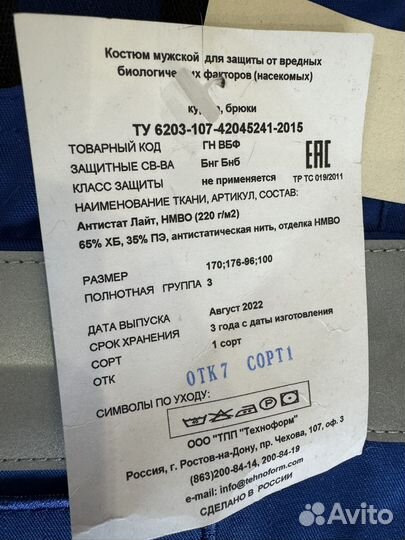 Костюм мужской для защиты от вредных
биологических факторов (насекомых)
брюки
ТУ 6203-107-42045241-2015
ТОВАРНЫЙ КОД ГН ВБФ
ЗАЩИТНЫЕ СВ-ВА Бнг Бнб
КЛАСС ЗАЩИТЫ не применяется
EAC
ТР ТС 019/2011
НАИМЕНОВАНИЕ ТКАНИ, АРТИКУЛ, СОСТАВ:
Антистат Лайт, НМВО (220 г/м2)
65% ХБ, 35% ПЭ, антистатическая нить, отделка НМВО
РАЗМЕР 170;176-96;100
ПОЛНОТНАЯ ГРУППА 3
ДАТА ВЫПУСКА Август 2022
СРОК ХРАНЕНИЯ 3 года с даты изготовления
СОРТ 1 сорт
ОТК ОТК7 СОРТ1
СИМВОЛЫ ПО УХОДУ:
P
ООО "ТПП "Техноформ"
Россия, г. Ростов-на-Дону, пр. Чехова, 107, оф. 3
(863)200-84-14, 200-84-19
e-mail: info@tehnoform.com
СДЕЛАНО В РОССИИ
Avito